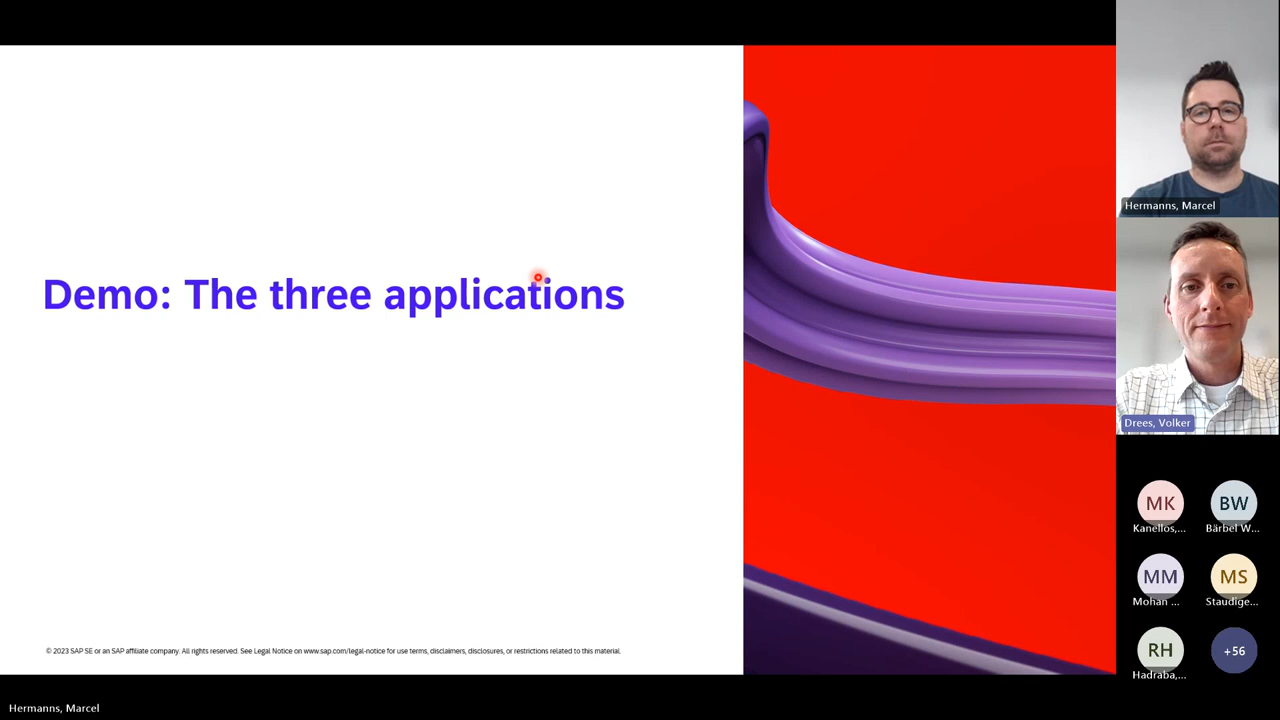 Demo: The three applications
© 2023 SAP SE or an SAP affiliate company. All rights reserved. See Legal Notice on www.sap.com/legal-notice for use terms, disclaimers, disclosures, or restrictions related to this material.
Hermanns, Marcel
Drees, Volker
MK
Kanellos,...
BW
Bärbel W...
MM
Mohan ...
MS
Staudige...
RH
Hadraba,...
+56
Hermanns, Marcel